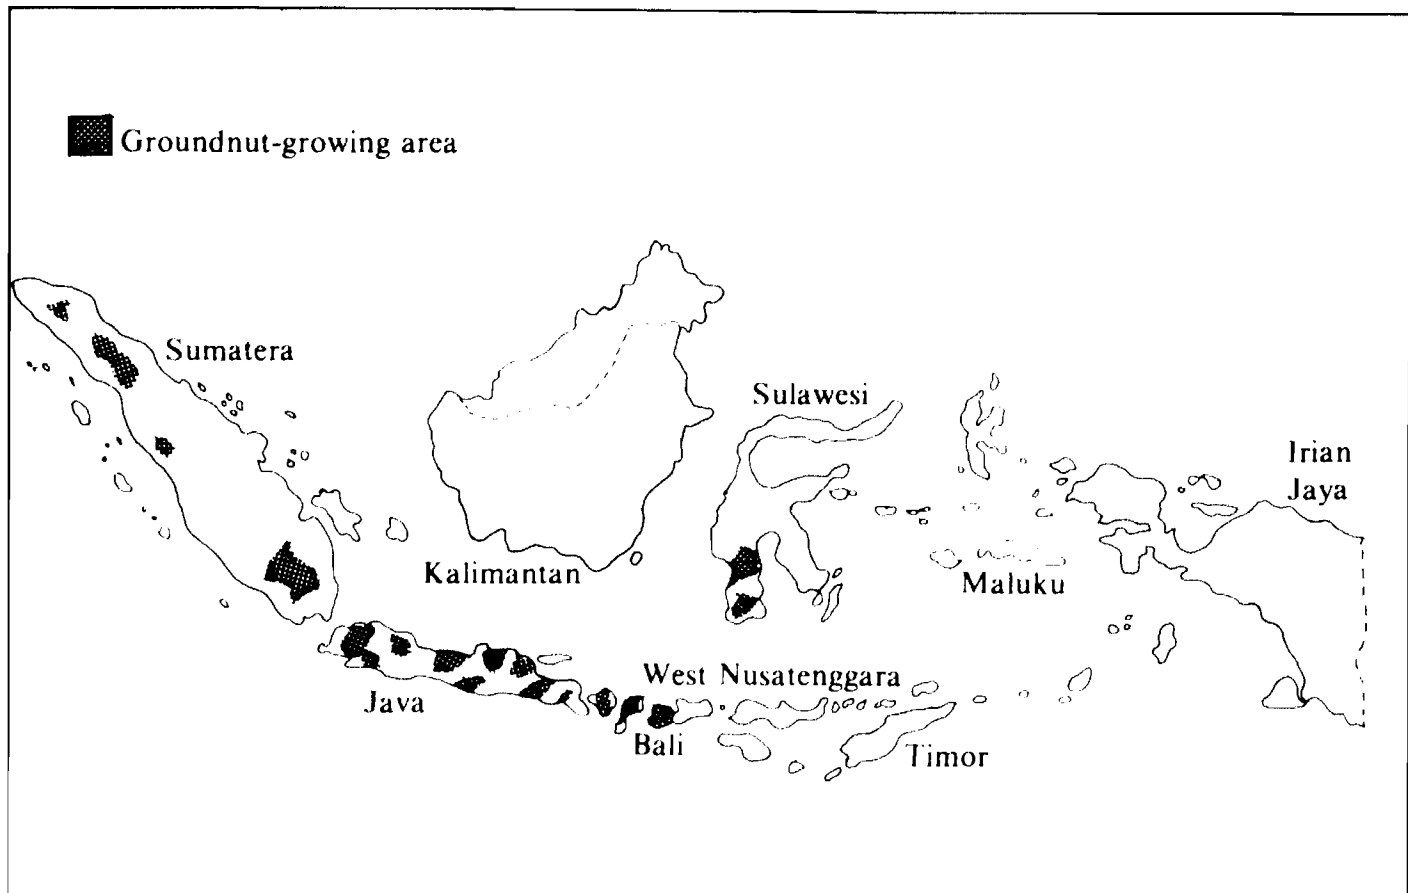 Groundnut-growing area
Sumatera
Sulawesi
Irian
Jaya
Kalimantan
Maluku
West Nusatenggara
Java
Bali
Timor